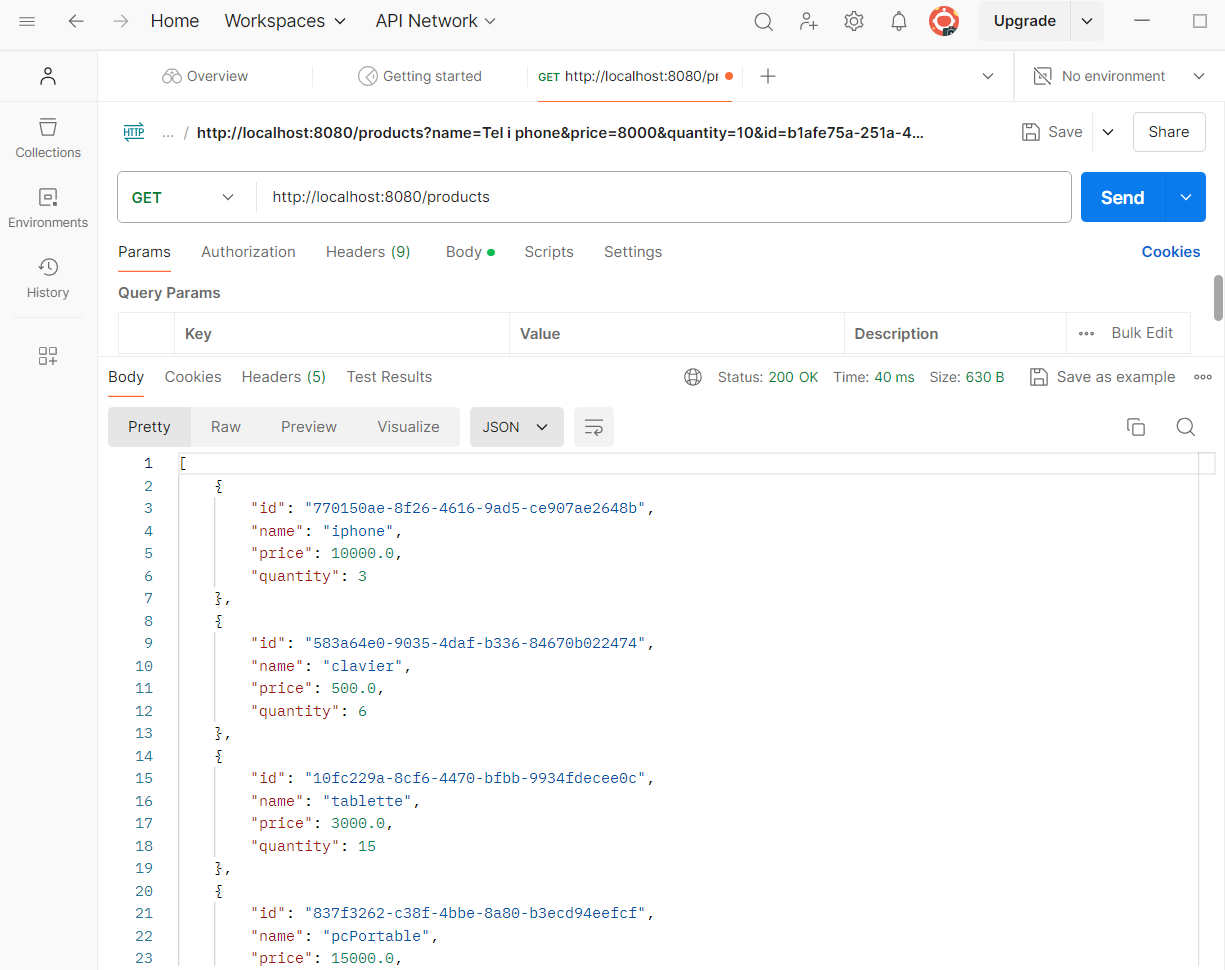 Home Workspaces API Network Upgrade
Overview Getting started GET http://localhost:8080/pr No environment
HTTP ... / http://localhost:8080/products?name=Tel i phone&price=8000&quantity=10&id=b1afe75a-251a-4... Save Share
GET http://localhost:8080/products Send
Collections
Environments
History
Params Authorization Headers (9) Body Scripts Settings Cookies
Query Params
Key Value Description Bulk Edit
Body Cookies Headers (5) Test Results Status: 200 OK Time: 40 ms Size: 630 B Save as example
Pretty Raw Preview Visualize JSON
1 [
2 {
3 "id": "770150ae-8f26-4616-9ad5-ce907ae2648b",
4 "name": "iphone",
5 "price": 10000.0,
6 "quantity": 3
7 },
8 {
9 "id": "583a64e0-9035-4daf-b336-84670b022474",
10 "name": "clavier",
11 "price": 500.0,
12 "quantity": 6
13 },
14 {
15 "id": "10fc229a-8cf6-4470-bfbb-9934fdecee0c",
16 "name": "tablette",
17 "price": 3000.0,
18 "quantity": 15
19 },
20 {
21 "id": "837f3262-c38f-4bbe-8a80-b3ecd94eefcf",
22 "name": "pcPortable",
23 "price": 15000.0,